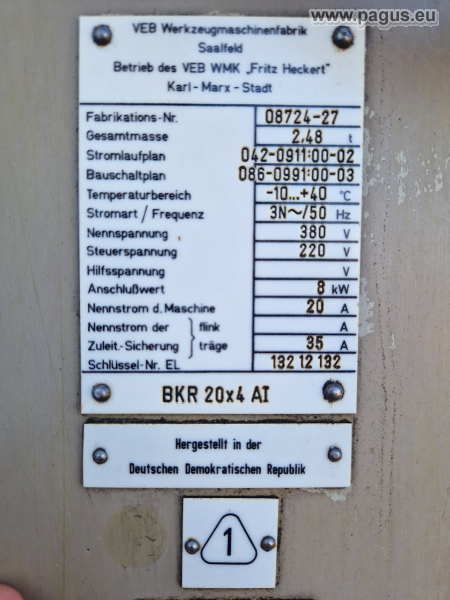 www.pagus.eu
VEB Werkzeugmaschinenfabrik
Saalfeld
Betrieb des VEB WMK „Fritz Heckert"
Karl-Marx-Stadt
Fabrikations-Nr. 08724-27
Gesamtmasse 2,48 t
Stromlaufplan 042-0911:00-02
Bauschaltplan 086-0991:00-03
Temperaturbereich -10...+40 °C
Stromart / Frequenz 3N~/50 Hz
Nennspannung 380 V
Steuerspannung 220 V
Hilfsspannung V
Anschlußwert 8 kW
Nennstrom d. Maschine 20 A
Nennstrom der } flink A
Zuleit.-Sicherung } träge 35 A
Schlüssel-Nr. EL 132 12 132
BKR 20x4 AI
Hergestellt in der
Deutschen Demokratischen Republik
1